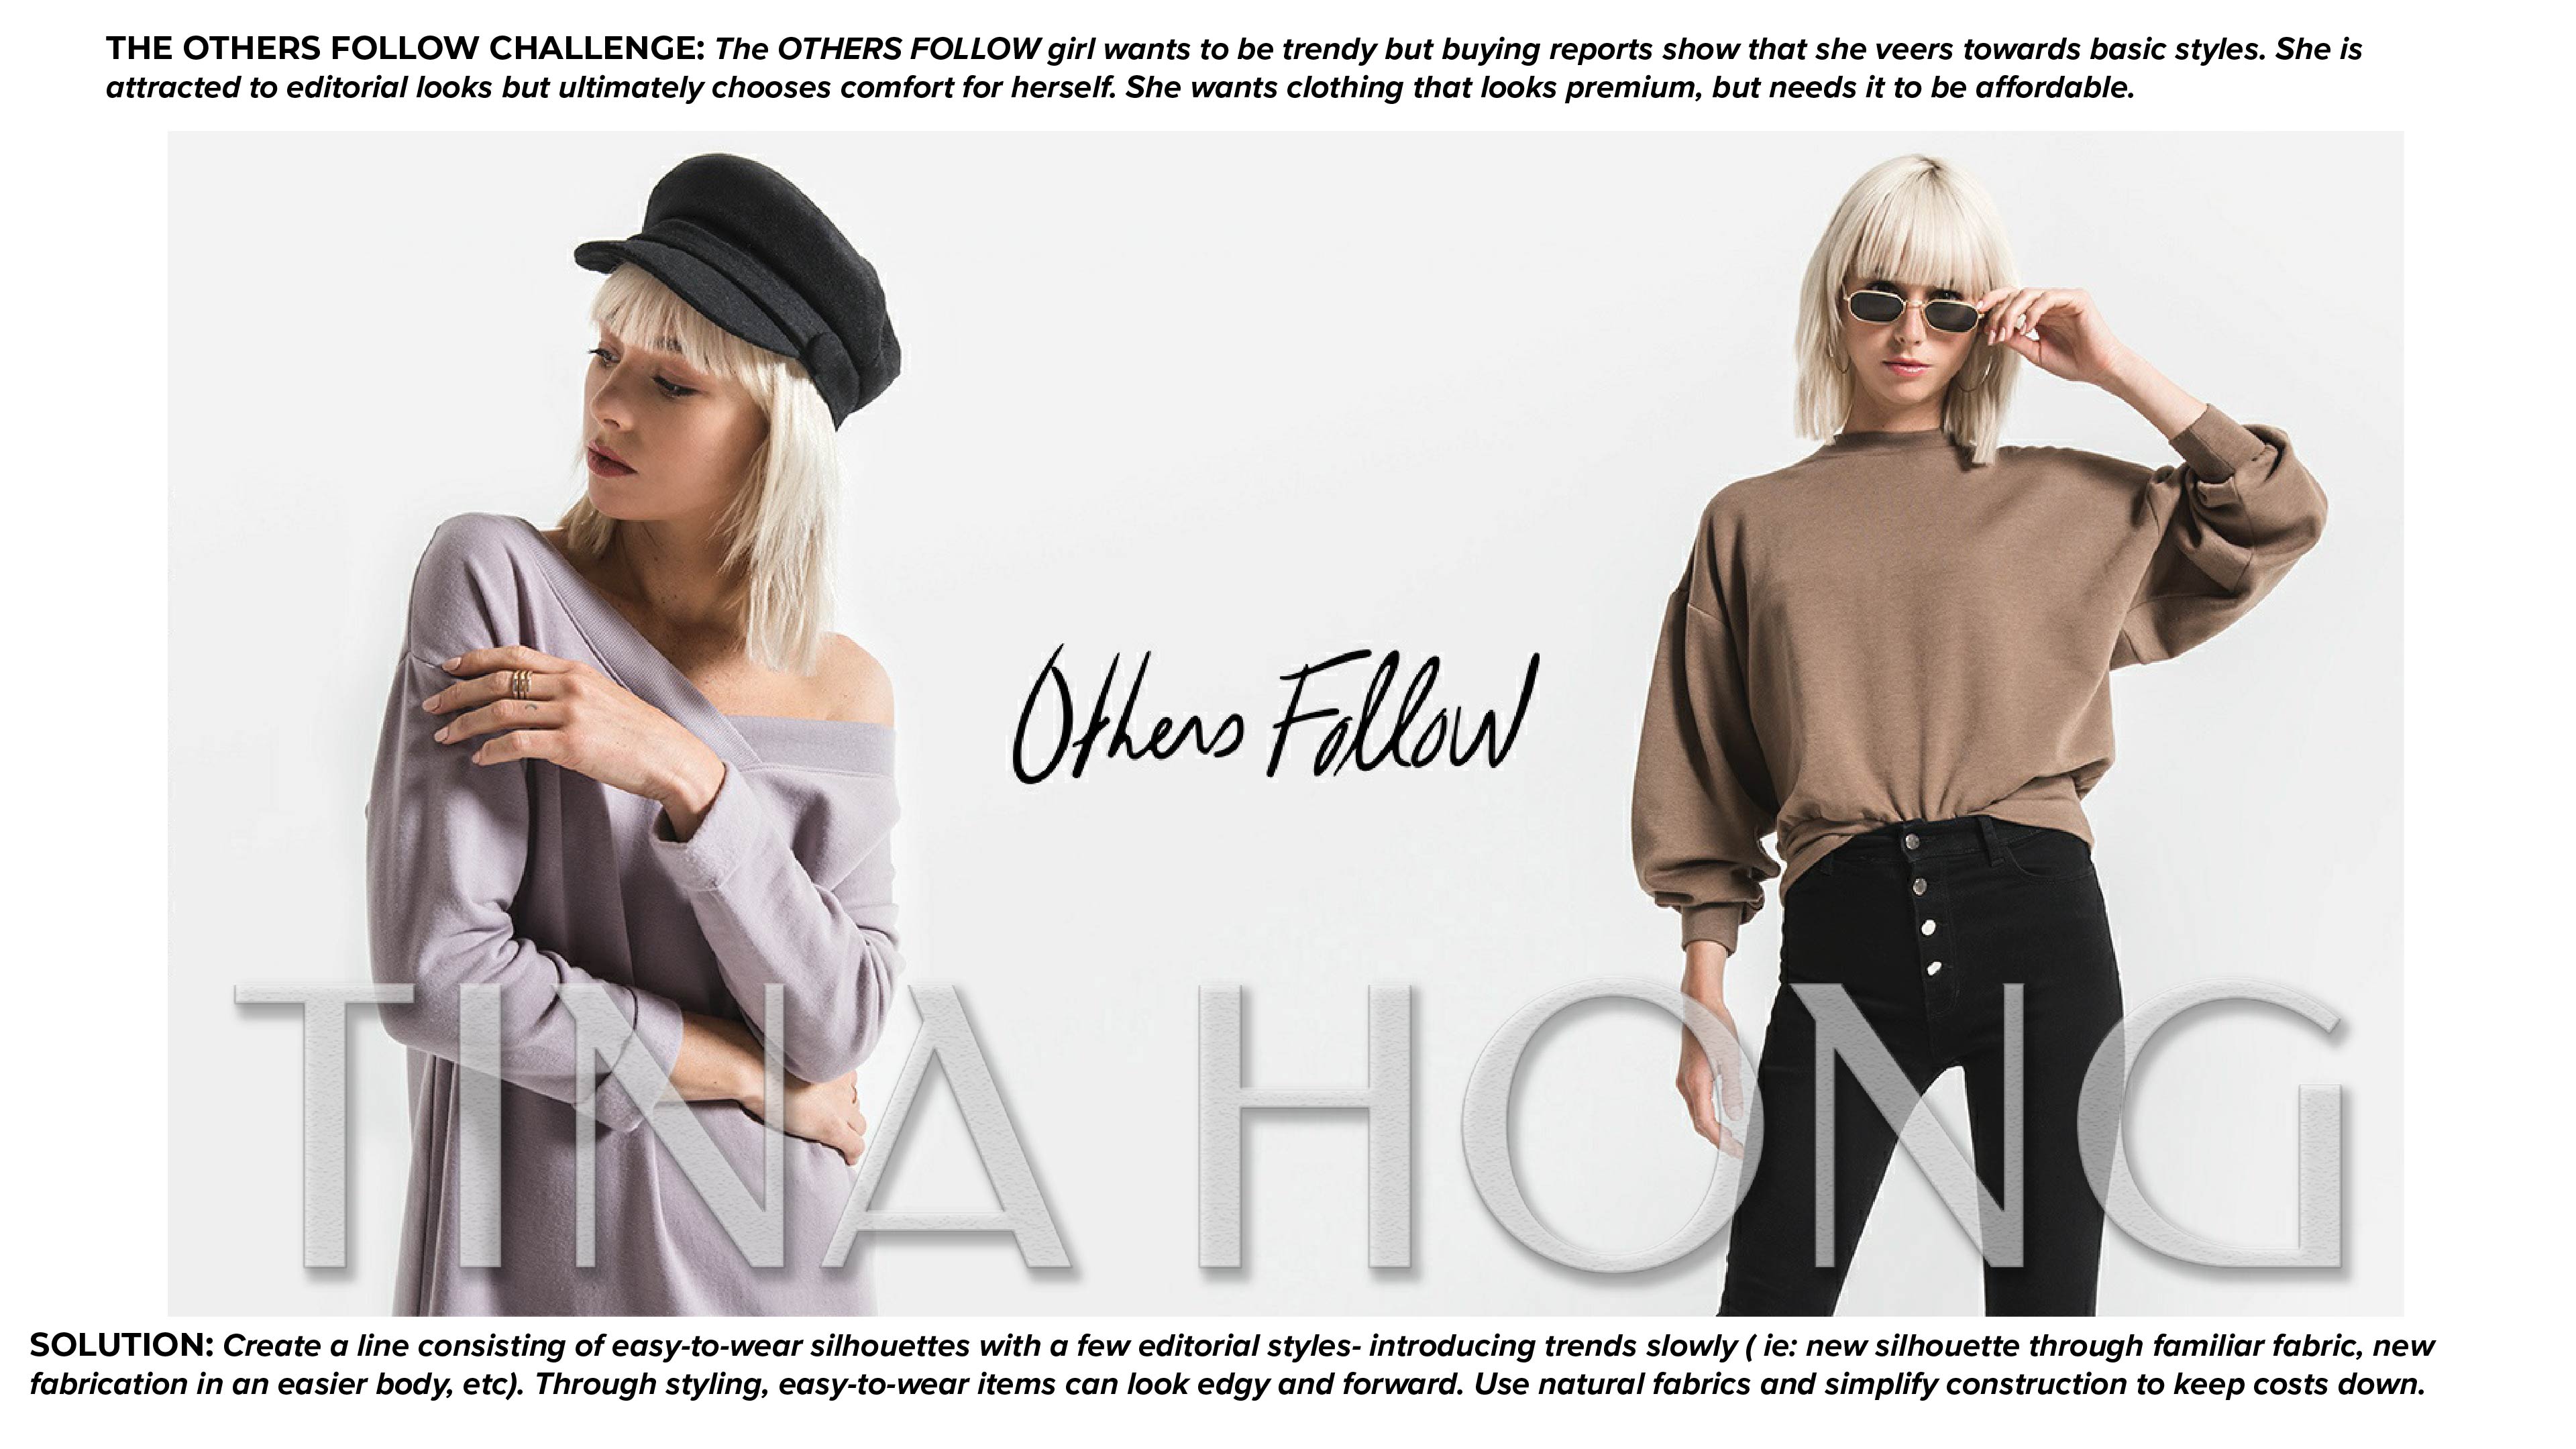 THE OTHERS FOLLOW CHALLENGE: The OTHERS FOLLOW girl wants to be trendy but buying reports show that she veers towards basic styles. She is
attracted to editorial looks but ultimately chooses comfort for herself. She wants clothing that looks premium, but needs it to be affordable.
Others Follow
TINA HONG
SOLUTION: Create a line consisting of easy-to-wear silhouettes with a few editorial styles- introducing trends slowly ( ie: new silhouette through familiar fabric, new
fabrication in an easier body, etc). Through styling, easy-to-wear items can look edgy and forward. Use natural fabrics and simplify construction to keep costs down.